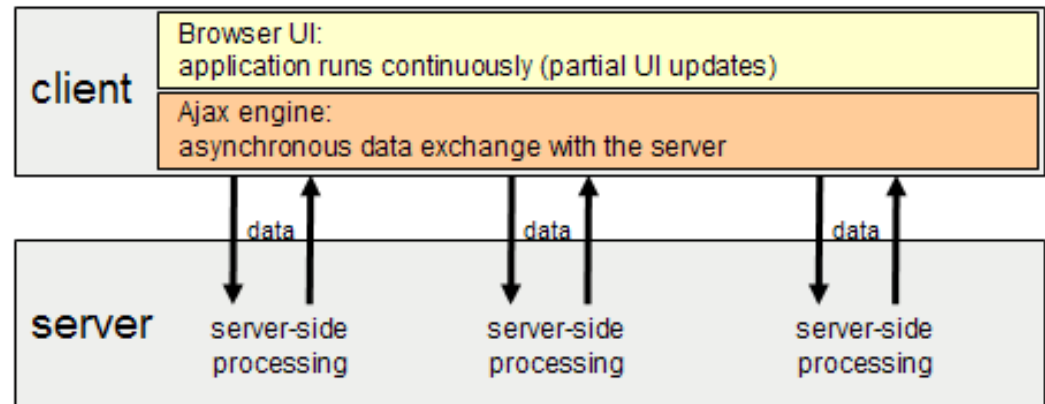 client
Browser UI:
application runs continuously (partial UI updates)
Ajax engine:
asynchronous data exchange with the server
data
data
data
server
server-side
processing
server-side
processing
server-side
processing